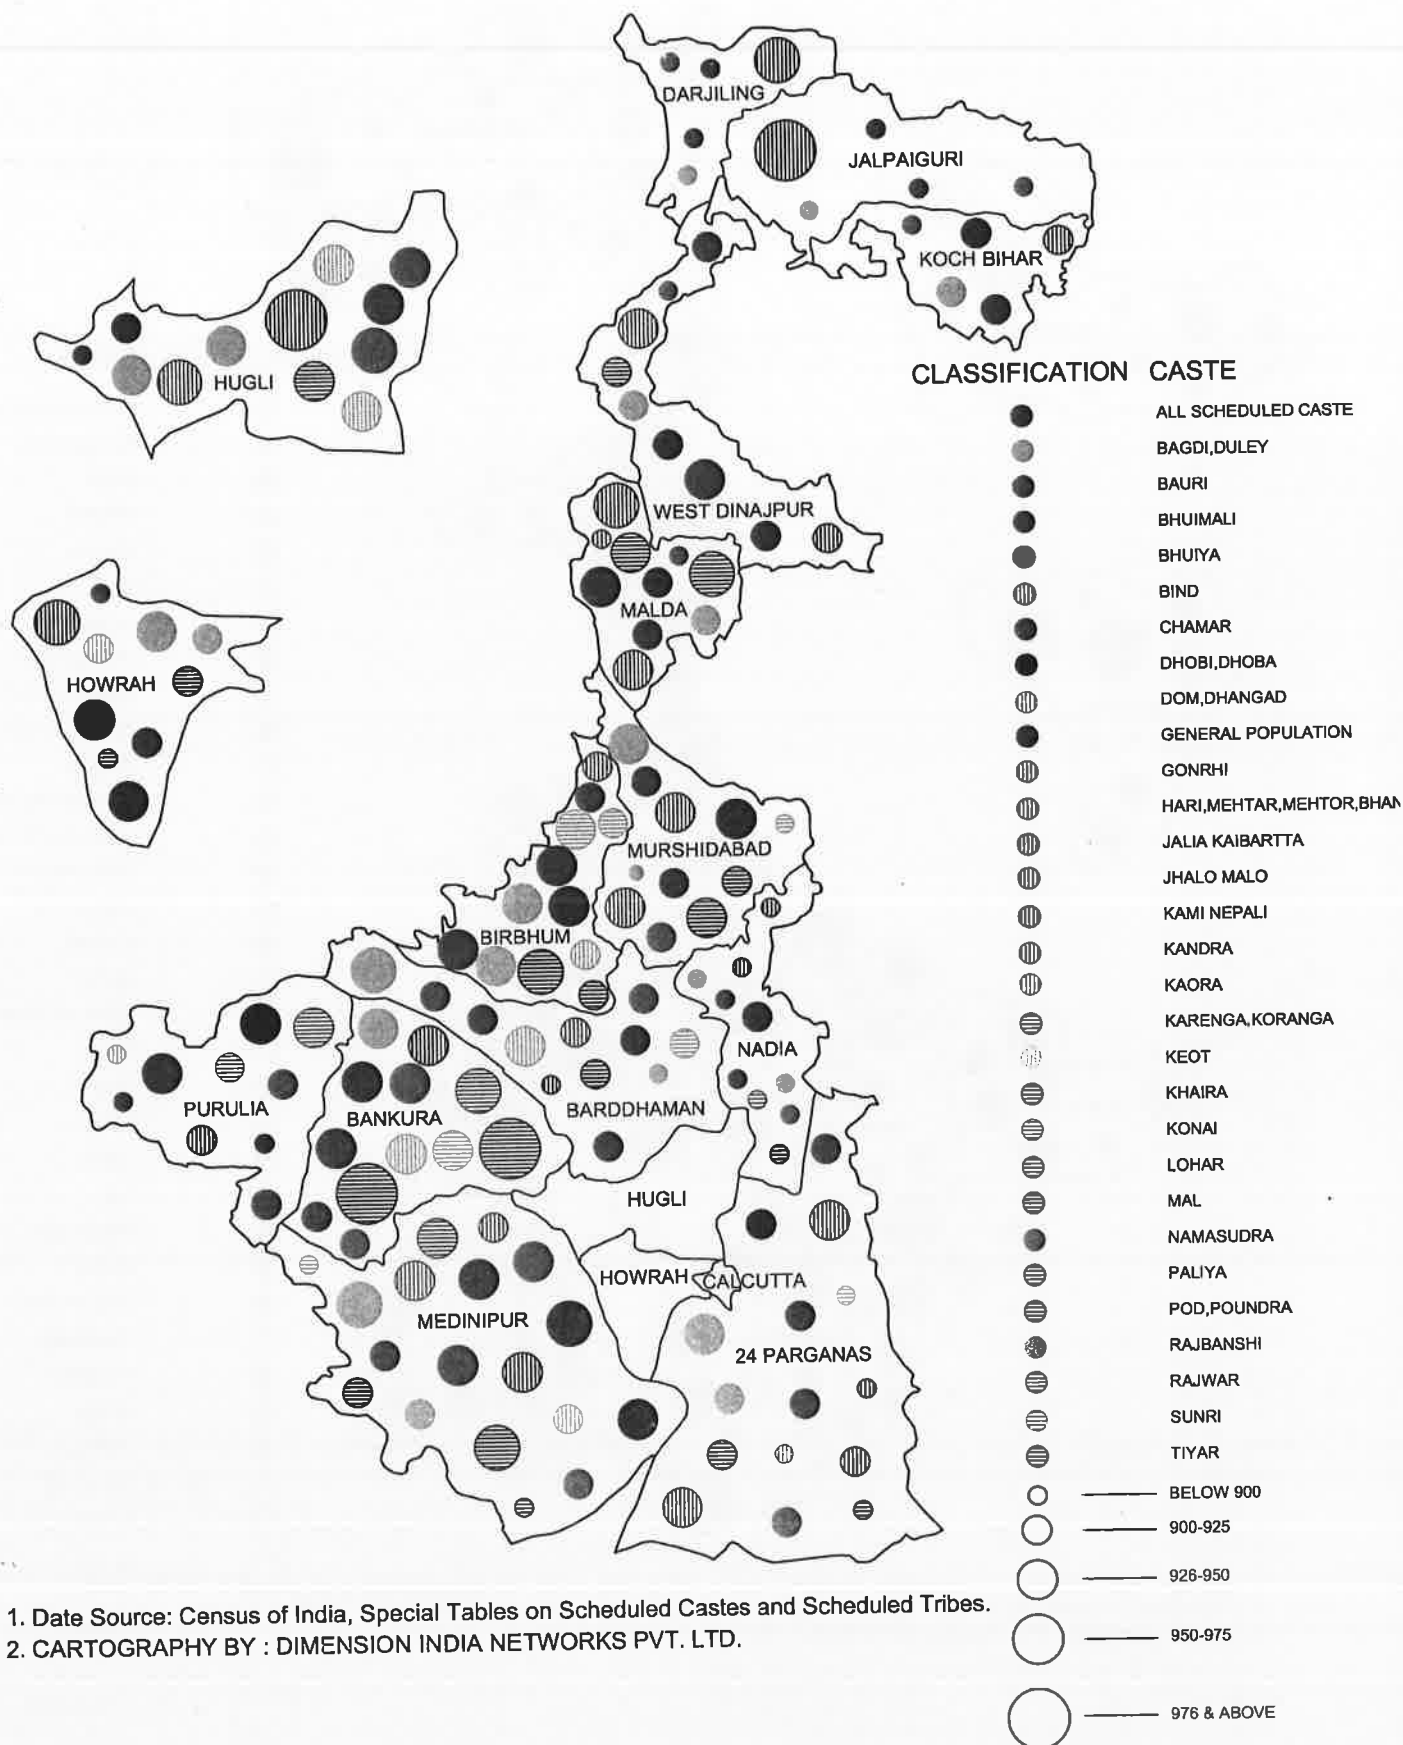 DARJILING
JALPAIGURI
KOCH BIHAR
HUGLI
CLASSIFICATION CASTE
ALL SCHEDULED CASTE
BAGDI,DULEY
BAURI
BHUIMALI
BHUIYA
BIND
CHAMAR
DHOBI,DHOBA
DOM,DHANGAD
GENERAL POPULATION
GONRHI
HARI,MEHTAR,MEHTOR,BHAN
JALIA KAIBARTTA
JHALO MALO
KAMI NEPALI
KANDRA
KAORA
KARENGA,KORANGA
KEOT
KHAIRA
KONAI
LOHAR
MAL
NAMASUDRA
PALIYA
POD,POUNDRA
RAJBANSHI
RAJWAR
SUNRI
TIYAR
BELOW 900
900-925
926-950
950-975
976 & ABOVE
WEST DINAJPUR
MALDA
HOWRAH
MURSHIDABAD
BIRBHUM
NADIA
PURULIA
BANKURA
BARDDHAMAN
HUGLI
HOWRAH
CALCUTTA
MEDINIPUR
24 PARGANAS
1. Date Source: Census of India, Special Tables on Scheduled Castes and Scheduled Tribes.
2. CARTOGRAPHY BY : DIMENSION INDIA NETWORKS PVT. LTD.